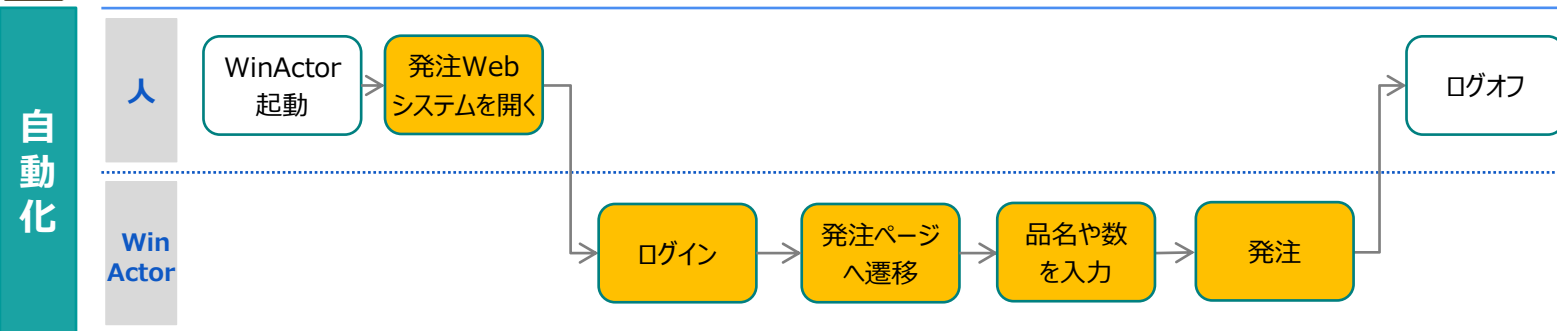 自動化
人
WinActor
起動
発注Web
システムを開く
ログオフ
Win
Actor
ログイン
発注ページ
へ遷移
品名や数
を入力
発注